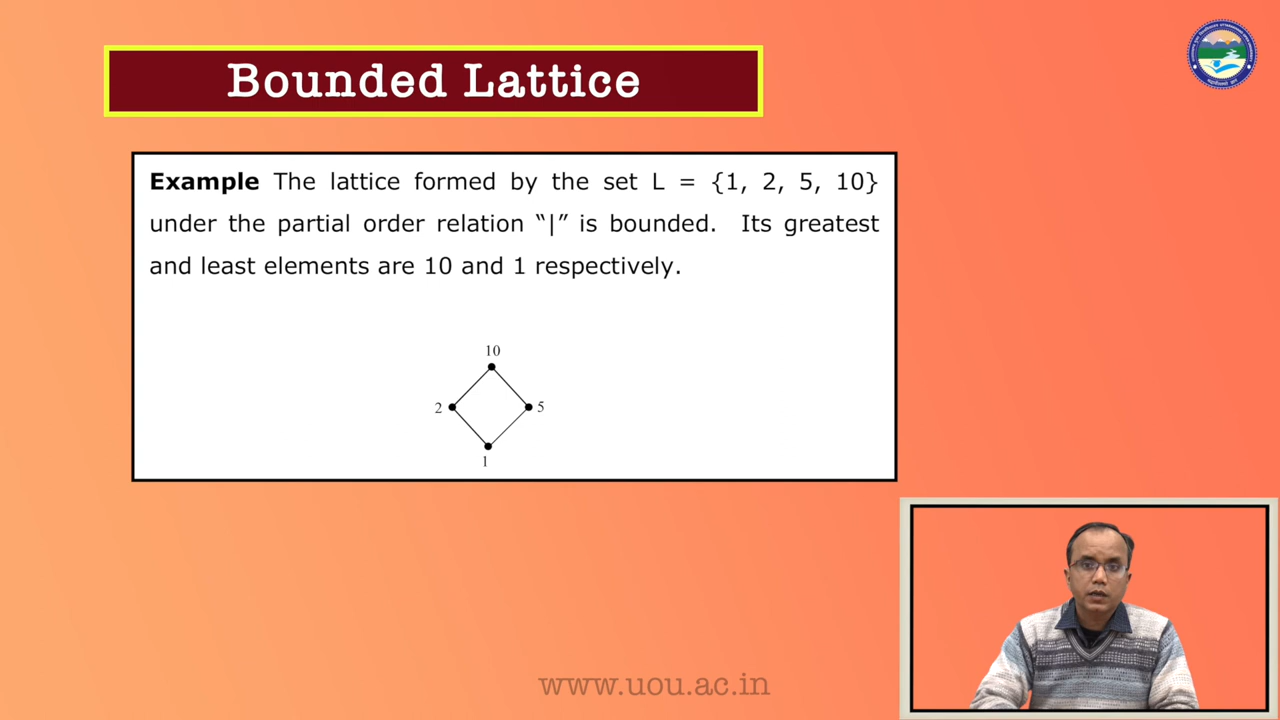 Bounded Lattice
Example The lattice formed by the set L = {1, 2, 5, 10}
under the partial order relation “|” is bounded. Its greatest
and least elements are 10 and 1 respectively.
10
2
5
1
www.uou.ac.in